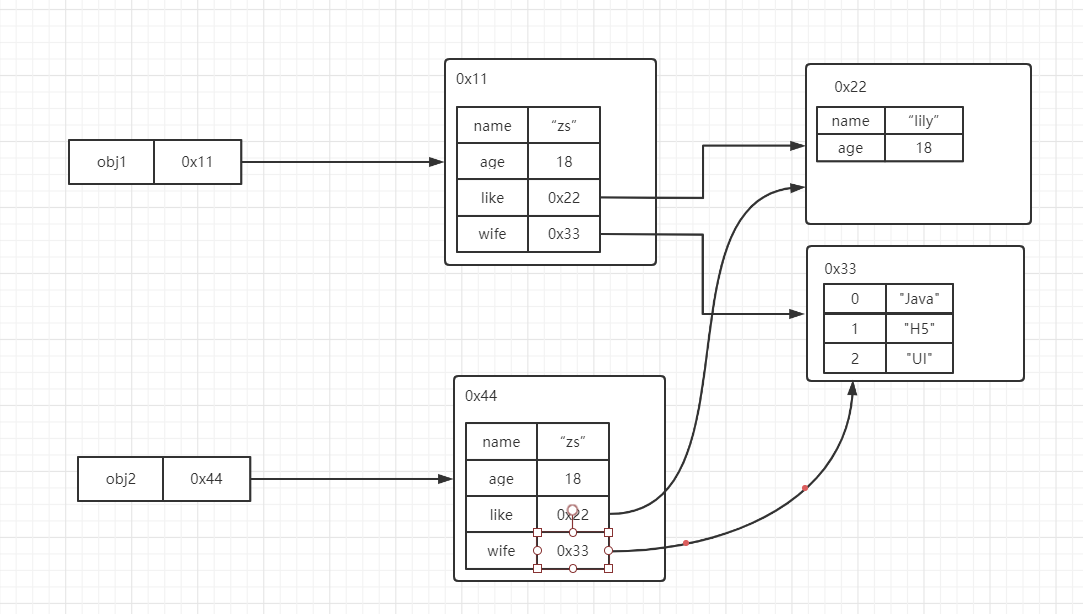 obj1 0x11
0x11
name “zs”
age 18
like 0x22
wife 0x33
0x22
name “lily”
age 18
0x33
0 "Java"
1 "H5"
2 "UI"
obj2 0x44
0x44
name “zs”
age 18
like 0x22
wife 0x33